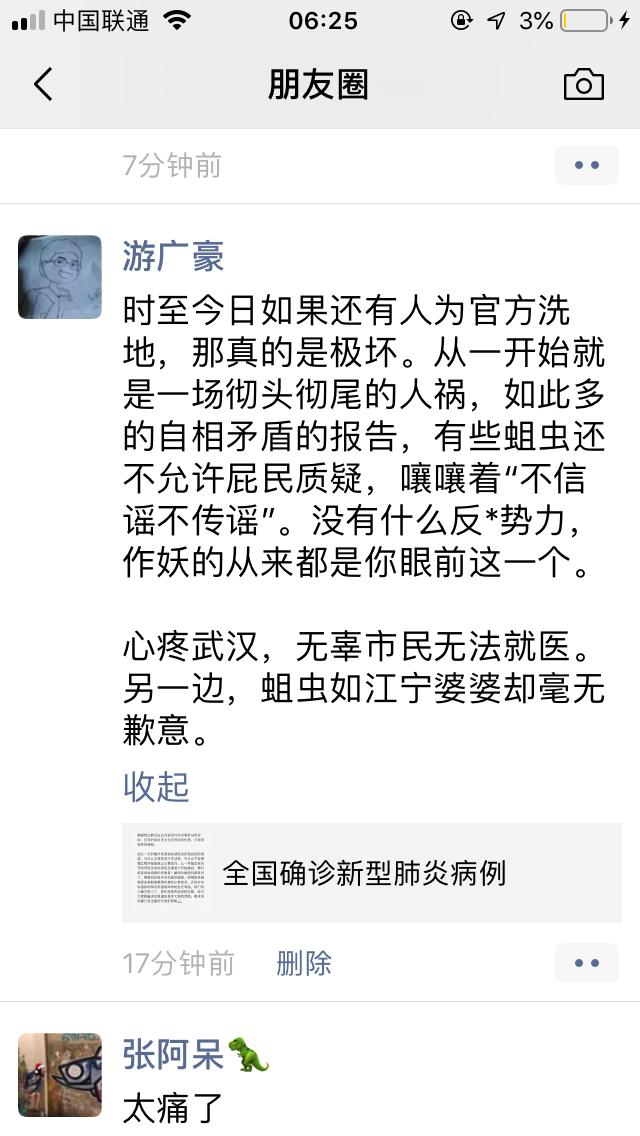 中国联通 06:25 3%
朋友圈
7分钟前
游广豪
时至今日如果还有人为官方洗
地，那真的是极坏。从一开始就
是一场彻头彻尾的人祸，如此多
的自相矛盾的报告，有些蛆虫还
不允许屁民质疑，嚷嚷着“不信
谣不传谣”。没有什么反*势力，
作妖的从来都是你眼前这一个。
心疼武汉，无辜市民无法就医。
另一边，蛆虫如江宁婆婆却毫无
歉意。
收起
全国确诊新型肺炎病例
17分钟前 删除
张阿呆🦖
太痛了